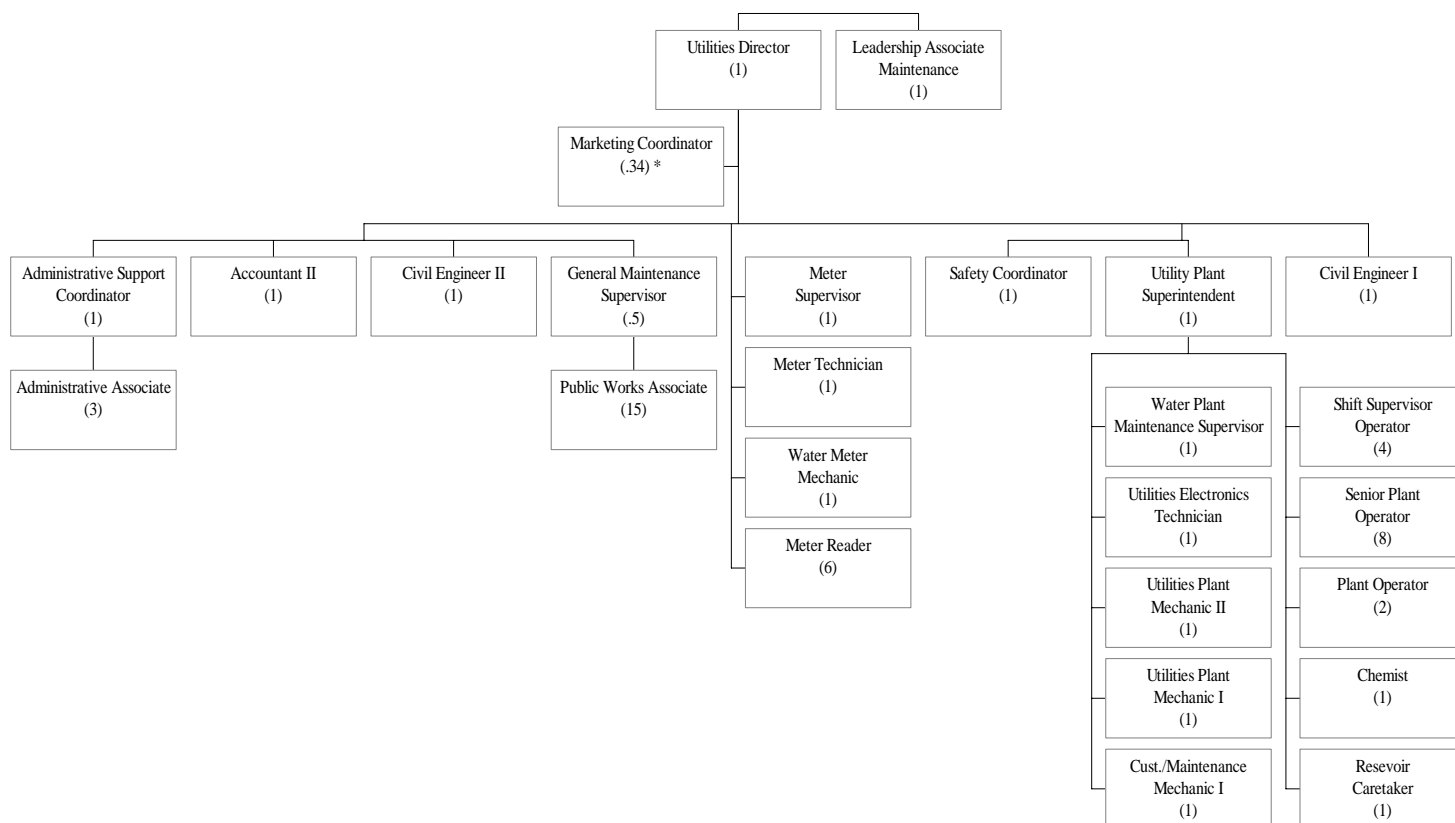 Utilities Director
(1)
Leadership Associate
Maintenance
(1)
Marketing Coordinator
(.34) *
Administrative Support
Coordinator
(1)
Accountant II
(1)
Civil Engineer II
(1)
General Maintenance
Supervisor
(.5)
Meter
Supervisor
(1)
Safety Coordinator
(1)
Utility Plant
Superintendent
(1)
Civil Engineer I
(1)
Administrative Associate
(3)
Public Works Associate
(15)
Meter Technician
(1)
Water Meter
Mechanic
(1)
Meter Reader
(6)
Water Plant
Maintenance Supervisor
(1)
Utilities Electronics
Technician
(1)
Utilities Plant
Mechanic II
(1)
Utilities Plant
Mechanic I
(1)
Cust./Maintenance
Mechanic I
(1)
Shift Supervisor
Operator
(4)
Senior Plant
Operator
(8)
Plant Operator
(2)
Chemist
(1)
Resevoir
Caretaker
(1)